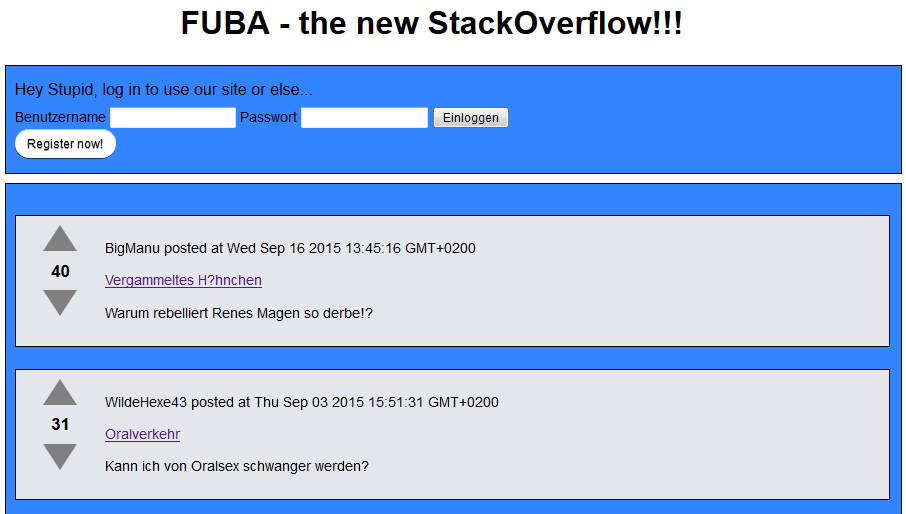 FUBA - the new StackOverflow!!!
Hey Stupid, log in to use our site or else...
Benutzername Passwort Einloggen
Register now!
BigManu posted at Wed Sep 16 2015 13:45:16 GMT+0200
40
Vergammeltes H?hnchen
Warum rebelliert Renes Magen so derbe!?
WildeHexe43 posted at Thu Sep 03 2015 15:51:31 GMT+0200
31
Oralverkehr
Kann ich von Oralsex schwanger werden?